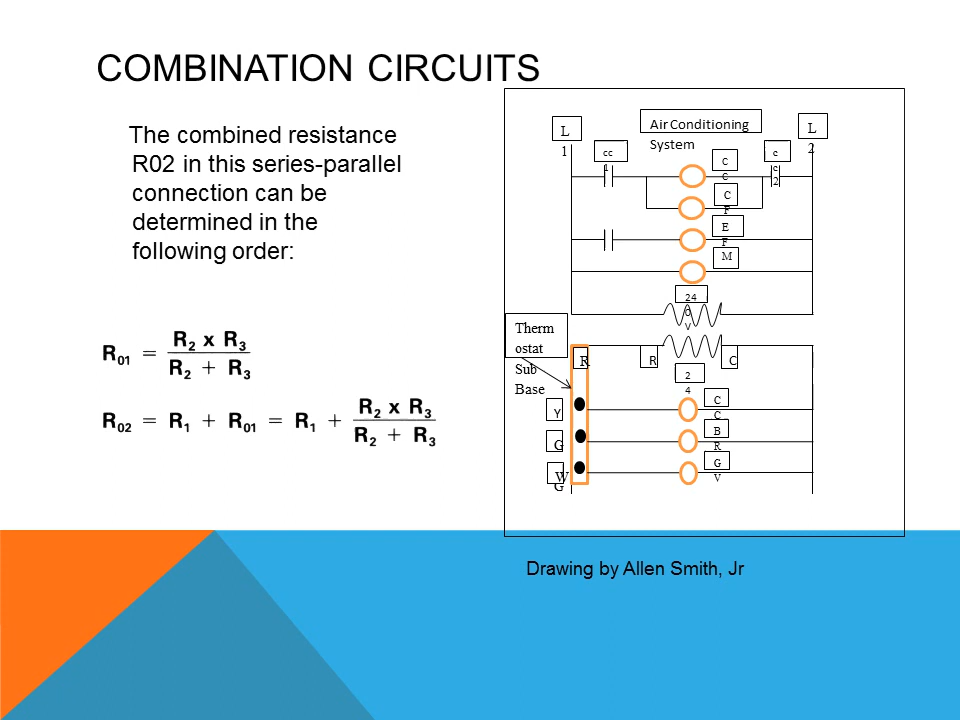 COMBINATION CIRCUITS
The combined resistance
R02 in this series-parallel
connection can be
determined in the
following order:
R01 = R2 x R3 / R2 + R3
R02 = R1 + R01 = R1 + R2 x R3 / R2 + R3
Air Conditioning
System
L
1
L
2
cc
1
C
C
c
2
C
F
E
F
M
24
0
V
Therm
ostat
Sub
Base
R
R
C
2
4
Y
C
C
G
B
R
W
G
G
V
Drawing by Allen Smith, Jr